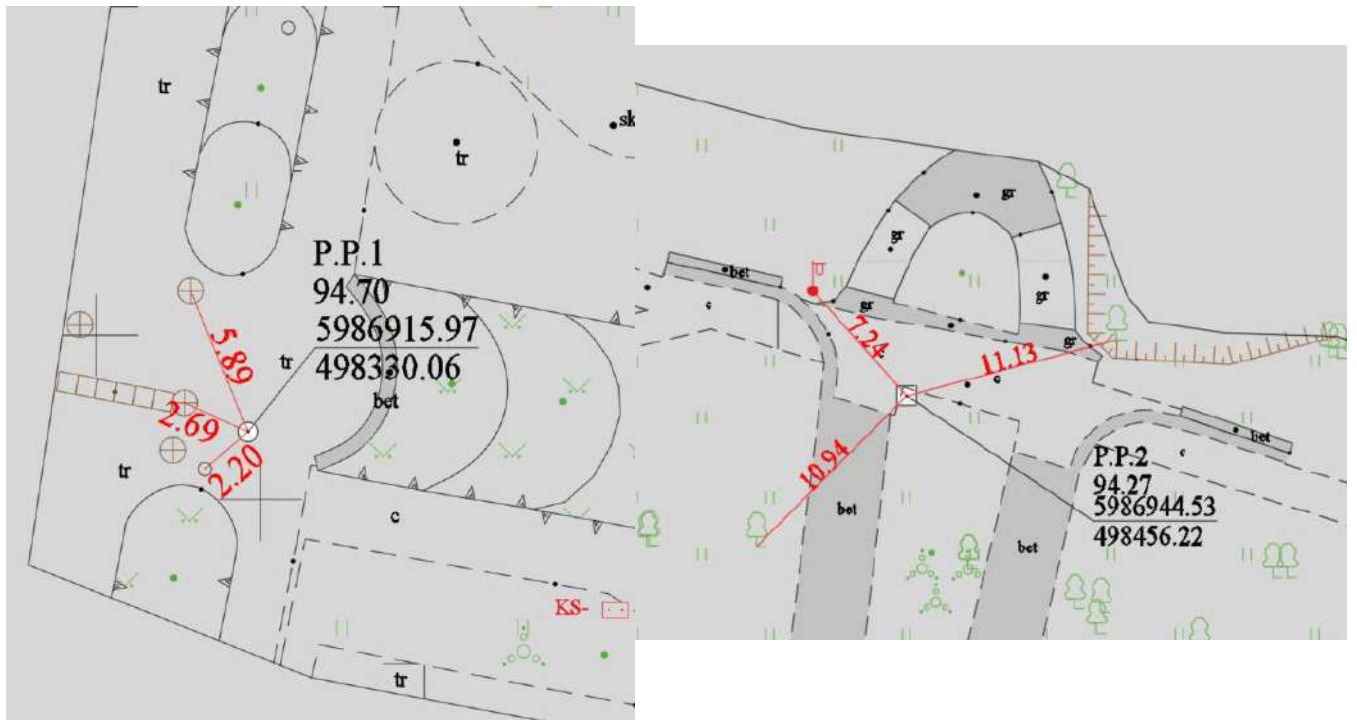 tr
sk
tr
P.P.1
94.70
5986915.97
498330.06
tr
bet
5.89
2.69
2.20
tr
c
KS-
tr
gr
gr
gr
bet
c
gr
gr
7.24
11.13
c
c
10.94
bet
P.P.2
94.27
5986944.53
498456.22
bet
c
bet